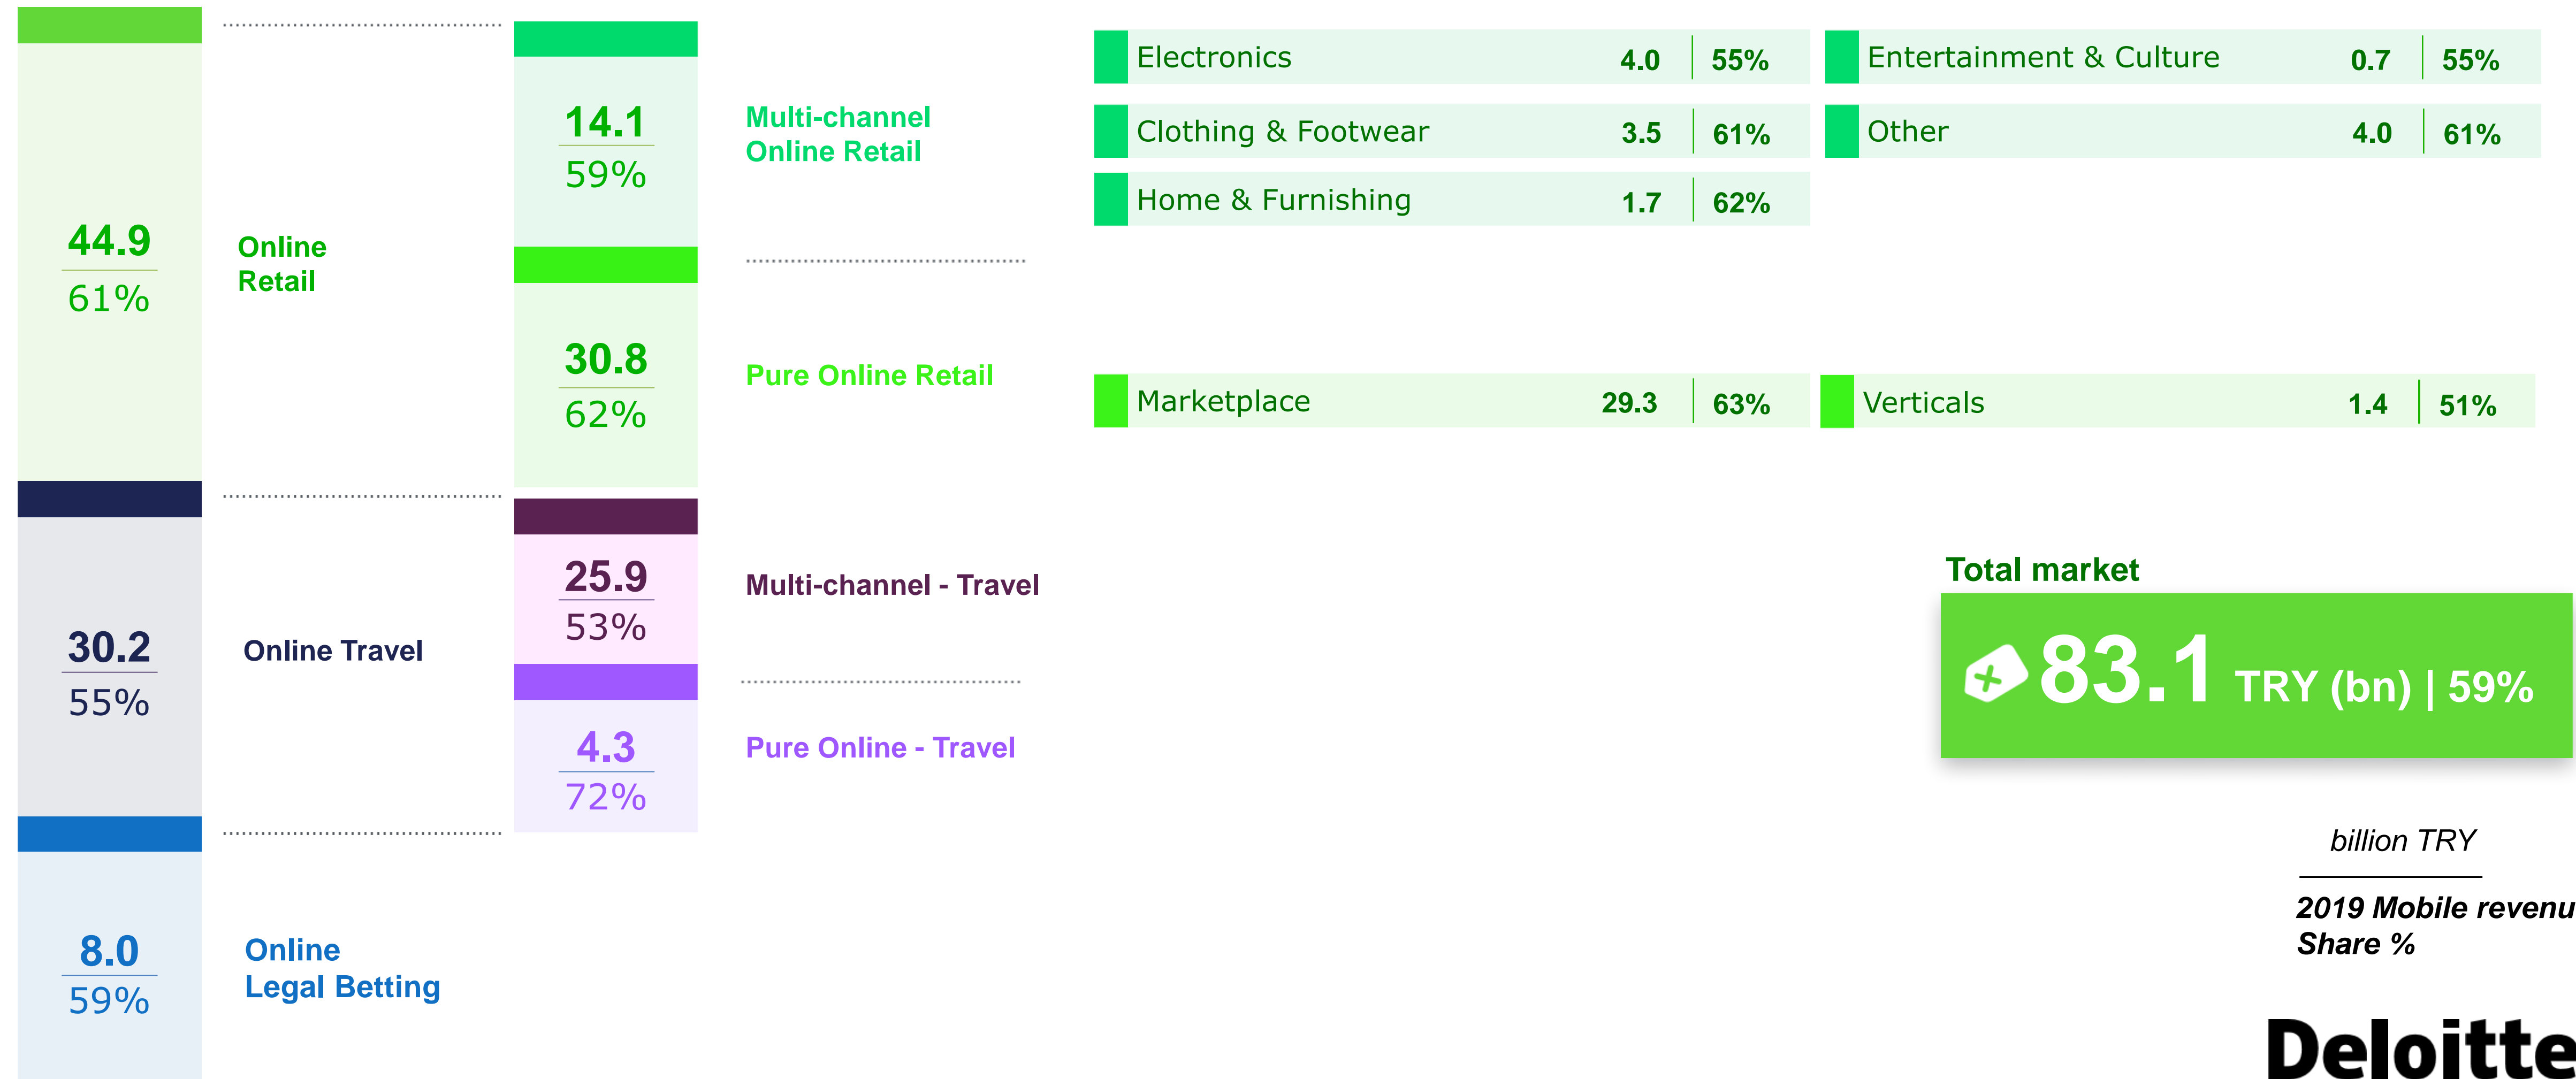 44.9
61%
Online
Retail
14.1
59%
Multi-channel
Online Retail
Electronics 4.0 55%
Clothing & Footwear 3.5 61%
Home & Furnishing 1.7 62%
Entertainment & Culture 0.7 55%
Other 4.0 61%
30.8
62%
Pure Online Retail
Marketplace 29.3 63%
Verticals 1.4 51%
30.2
55%
Online Travel
25.9
53%
Multi-channel - Travel
4.3
72%
Pure Online - Travel
8.0
59%
Online
Legal Betting
Total market
83.1 TRY (bn) | 59%
billion TRY
2019 Mobile revenu
Share %
Deloitte